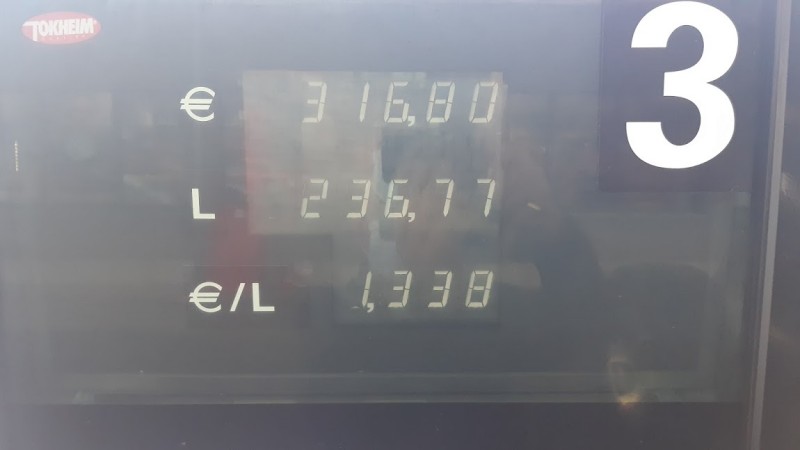 TOKHEIM
3
€ 316,80
L 236,77
€/L 1,338